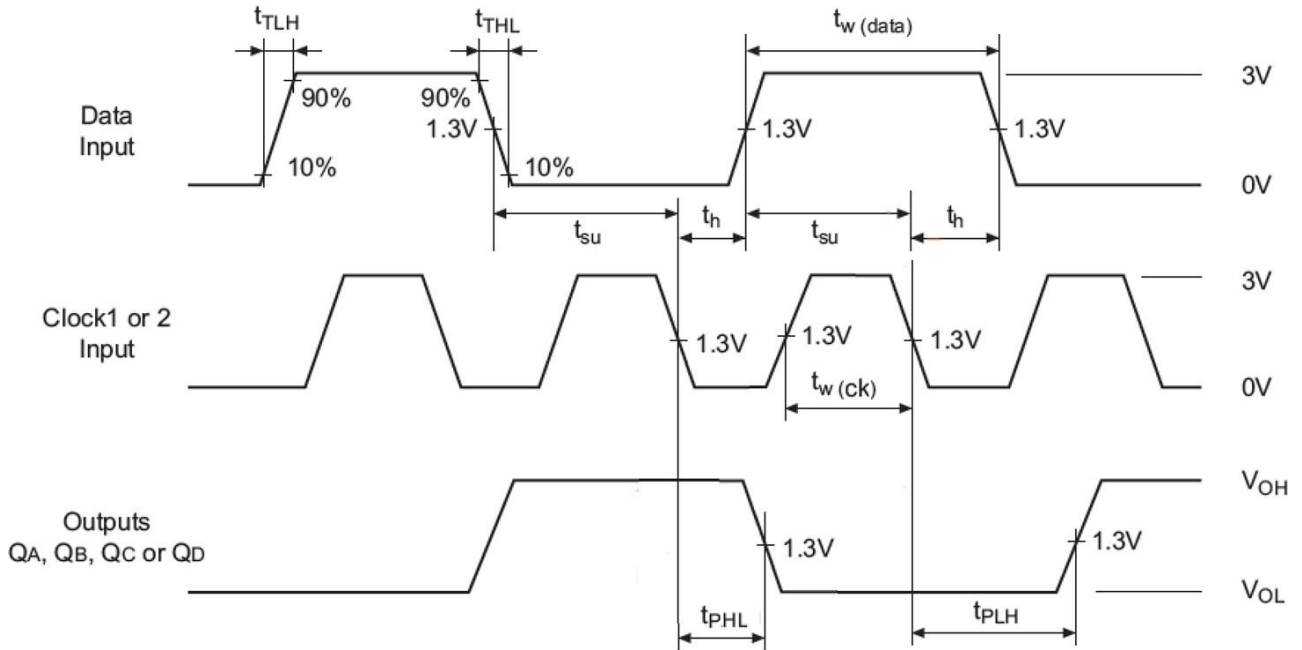 tTLH
tTHL
tw (data)
Data
Input
90%
90%
1.3V
10%
10%
1.3V
1.3V
3V
0V
tsu
th
tsu
th
Clock1 or 2
Input
1.3V
1.3V
1.3V
tw (ck)
3V
0V
Outputs
QA, QB, QC or QD
1.3V
1.3V
VOH
VOL
tPHL
tPLH